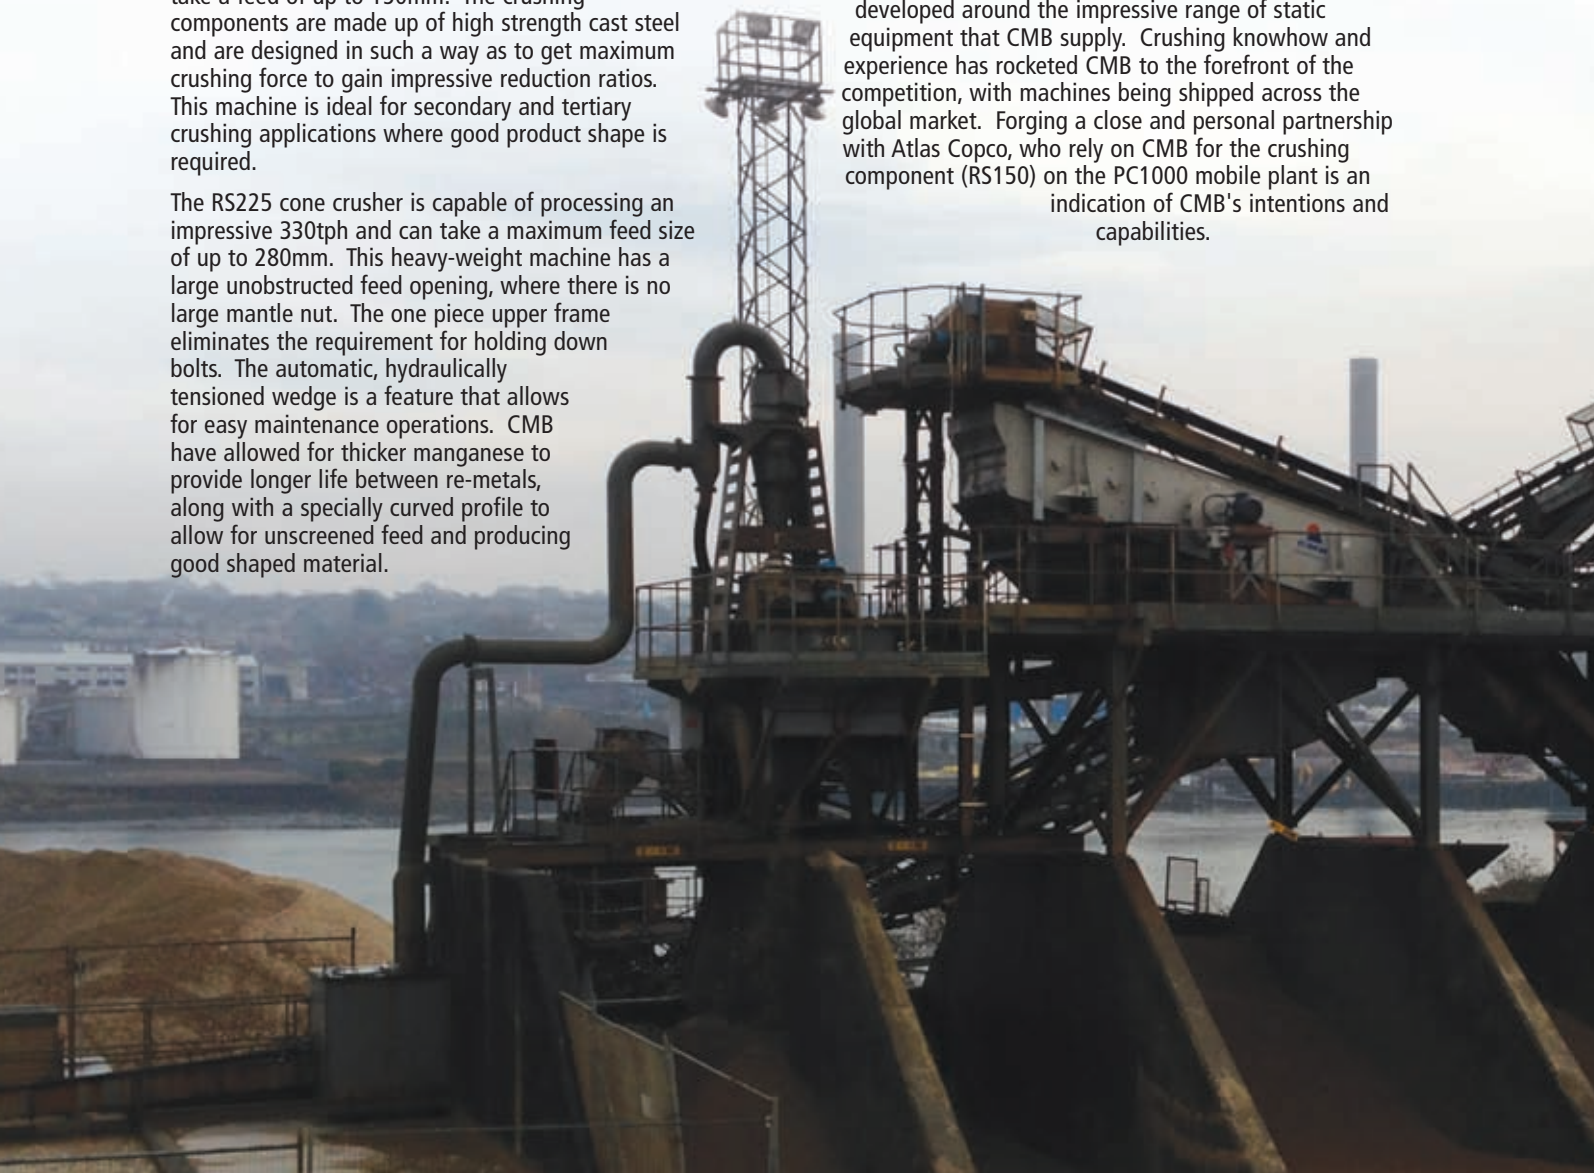 take a feed of up to 150mm. The crushing
components are made up of high strength cast steel
and are designed in such a way as to get maximum
crushing force to gain impressive reduction ratios.
This machine is ideal for secondary and tertiary
crushing applications where good product shape is
required.
The RS225 cone crusher is capable of processing an
impressive 330tph and can take a maximum feed size
of up to 280mm. This heavy-weight machine has a
large unobstructed feed opening, where there is no
large mantle nut. The one piece upper frame
eliminates the requirement for holding down
bolts. The automatic, hydraulically
tensioned wedge is a feature that allows
for easy maintenance operations. CMB
have allowed for thicker manganese to
provide longer life between re-metals,
along with a specially curved profile to
allow for unscreened feed and producing
good shaped material.
developed around the impressive range of static
equipment that CMB supply. Crushing knowhow and
experience has rocketed CMB to the forefront of the
competition, with machines being shipped across the
global market. Forging a close and personal partnership
with Atlas Copco, who rely on CMB for the crushing
component (RS150) on the PC1000 mobile plant is an
indication of CMB's intentions and
capabilities.